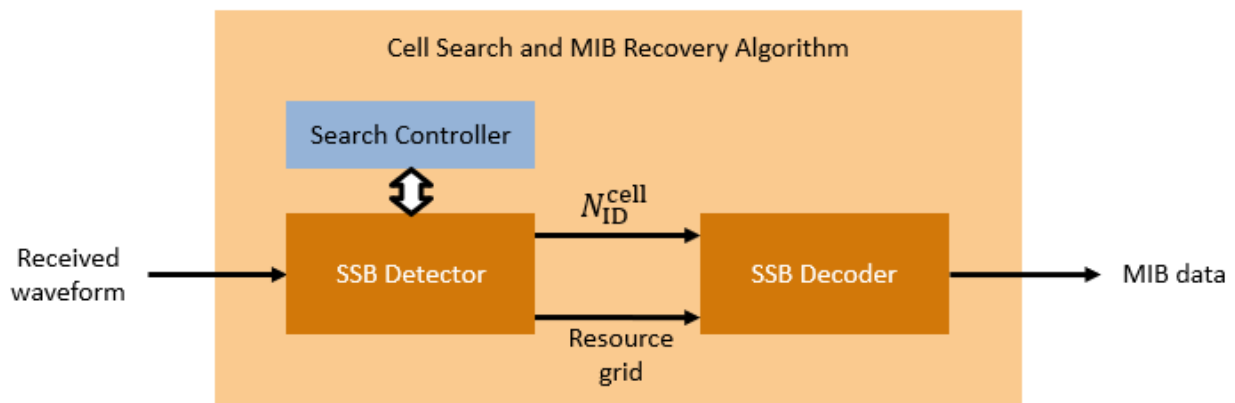 Cell Search and MIB Recovery Algorithm
Search Controller
N_ID^cell
Received
waveform
SSB Detector
SSB Decoder
MIB data
Resource
grid